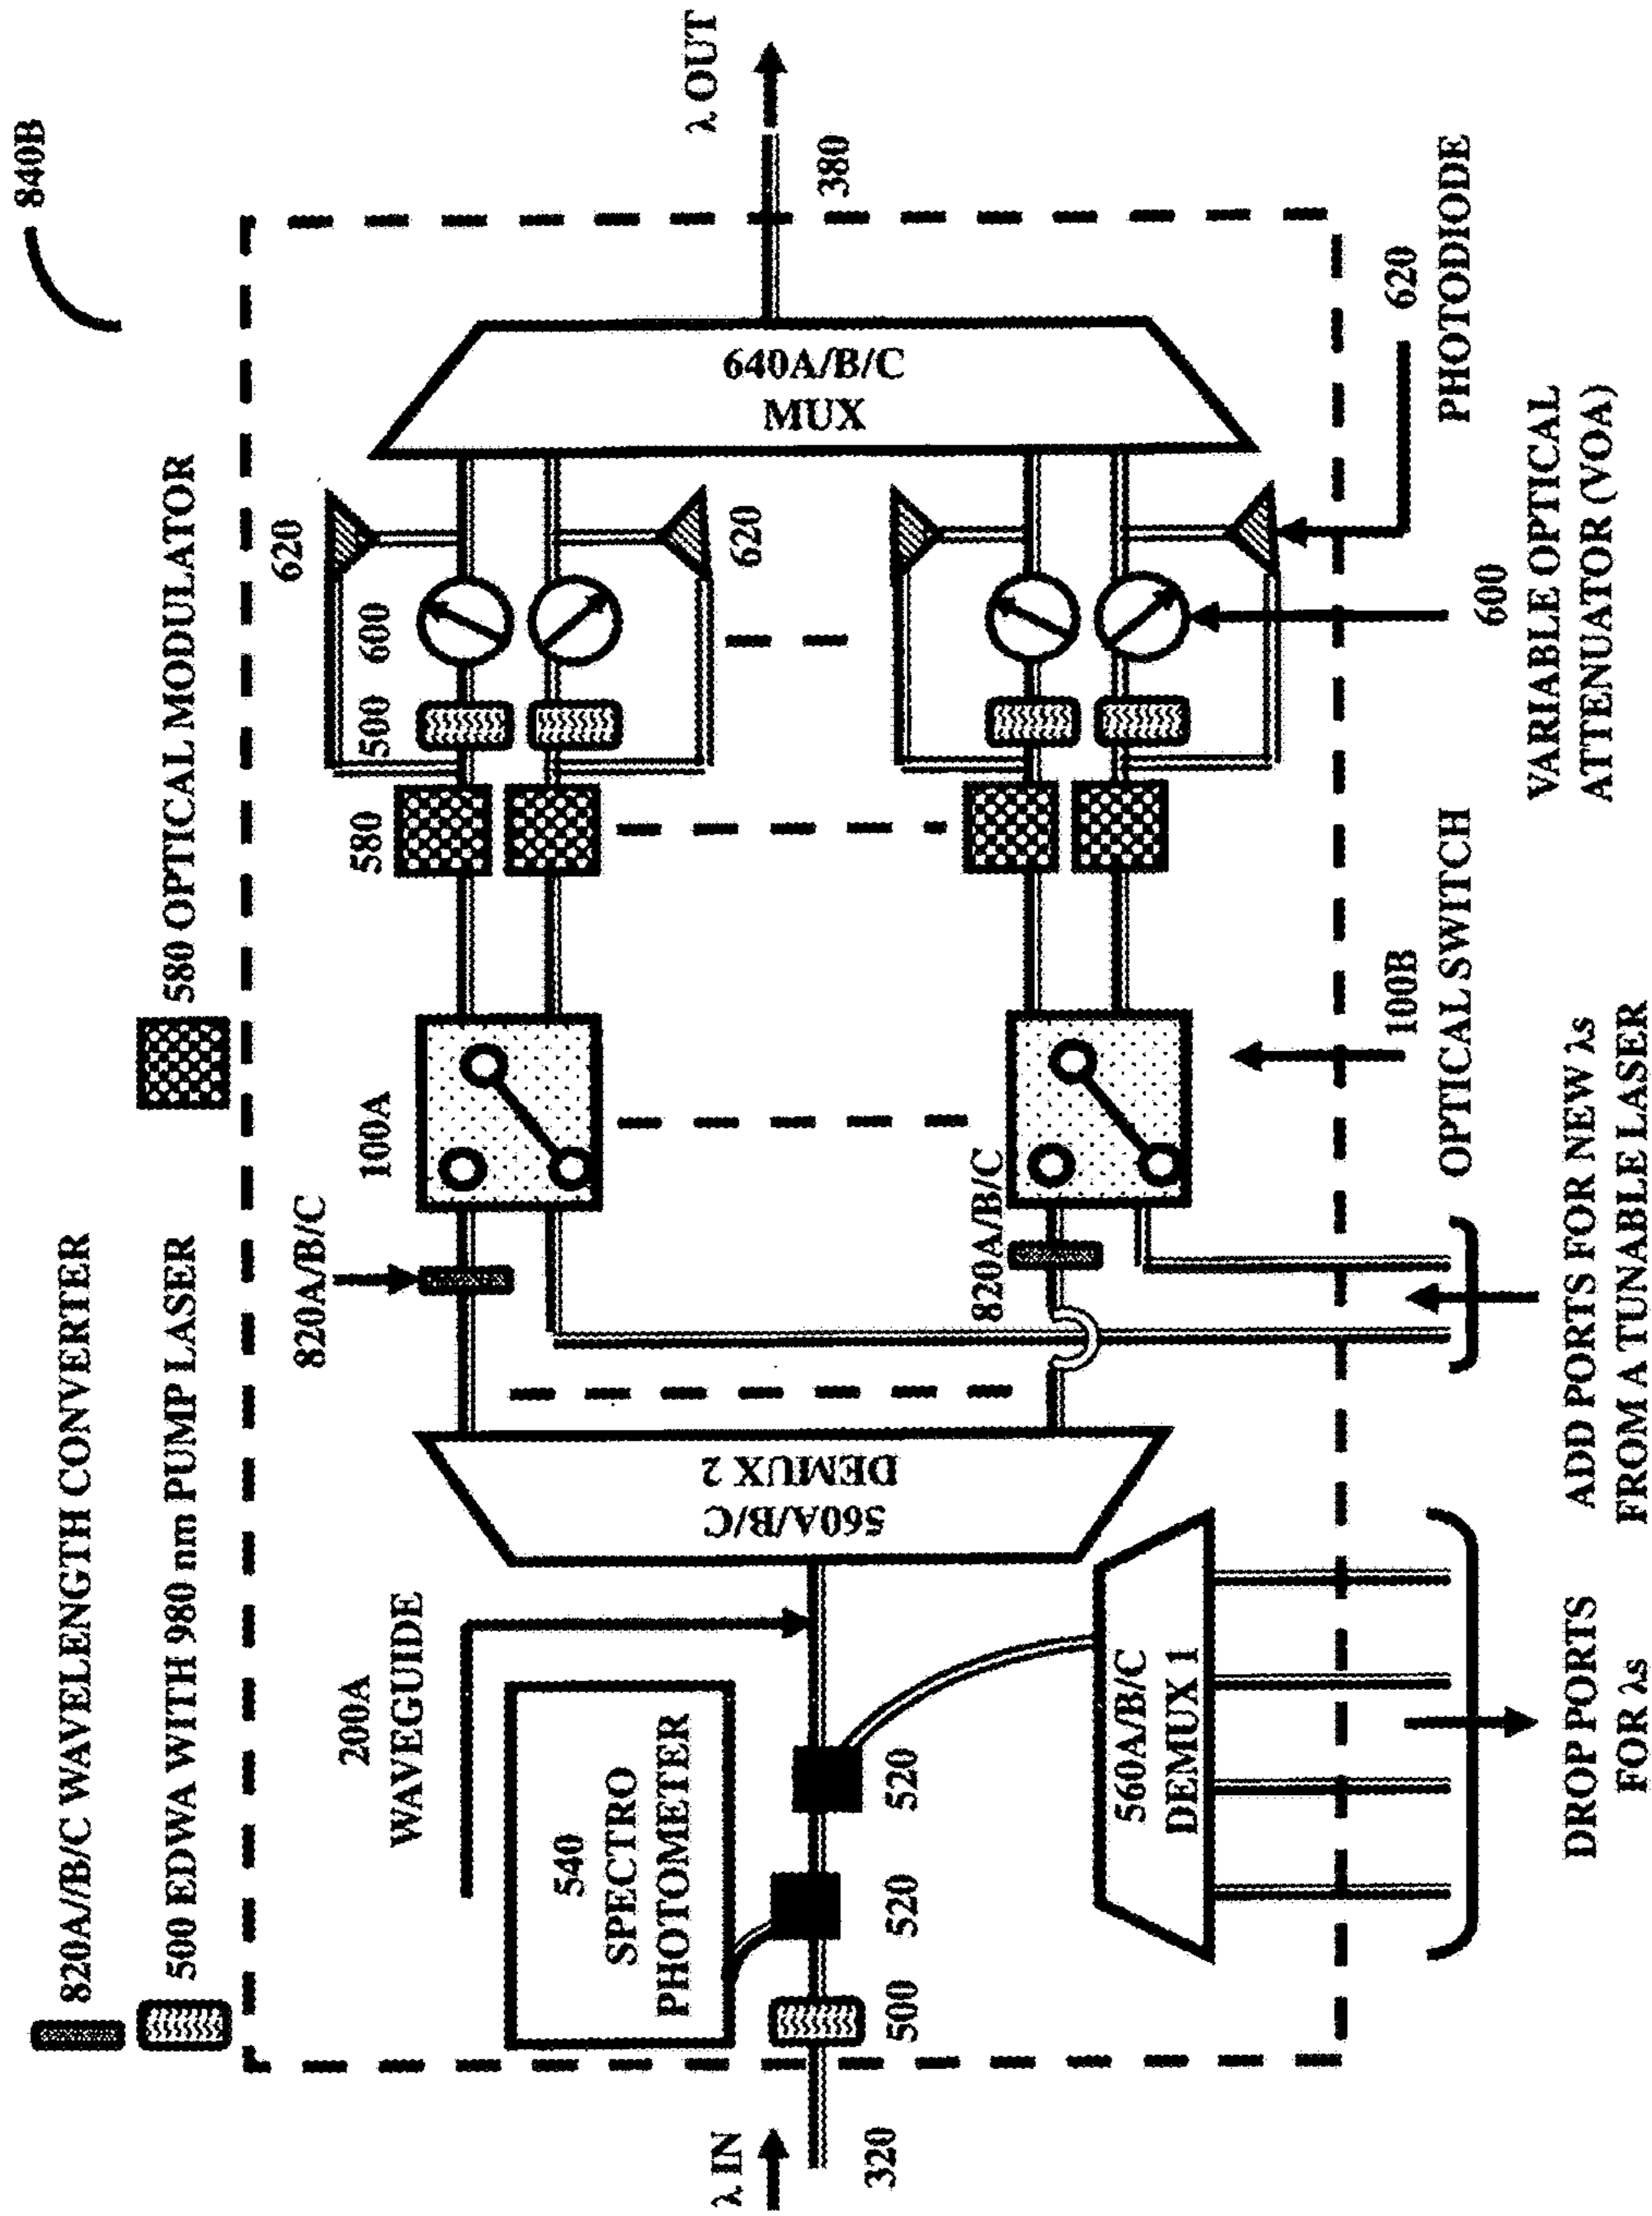 840B
820A//B/C WAVELENGTH CONVERTER
500 EDWA WITH 980 nm PUMP LASER
580 OPTICAL MODULATOR
λ IN
320
500
540
SPECTRO
PHOTOMETER
520
520
200A
WAVEGUIDE
560A/B/C
DEMUX 1
560A/B/C
DEMUX 2
820A/B/C
820A/B/C
100A
580
500
600
620
620
640A/B/C
MUX
λ OUT
380
DROP PORTS
FOR λs
ADD PORTS FOR NEW λs
FROM A TUNABLE LASER
100B
OPTICAL SWITCH
600
VARIABLE OPTICAL
ATTENUATOR (VOA)
620
PHOTODIODE